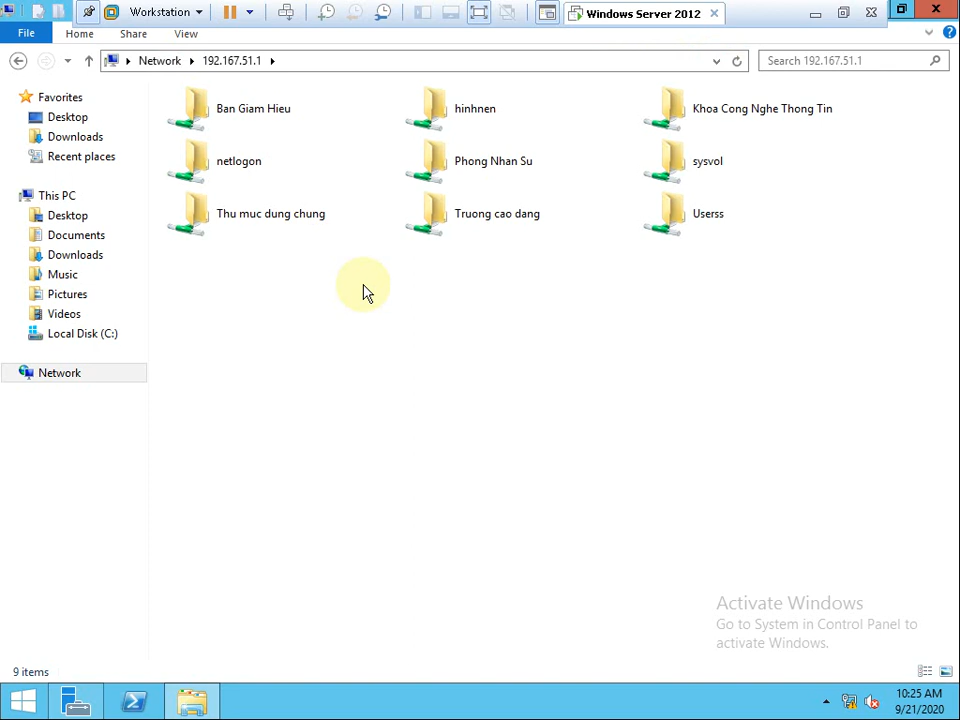 Workstation
Windows Server 2012
File
Home
Share
View
Network
192.167.51.1
Search 192.167.51.1
Favorites
Desktop
Downloads
Recent places
This PC
Desktop
Documents
Downloads
Music
Pictures
Videos
Local Disk (C:)
Network
Ban Giam Hieu
hinhnen
Khoa Cong Nghe Thong Tin
netlogon
Phong Nhan Su
sysvol
Thu muc dung chung
Truong cao dang
Userss
Activate Windows
Go to System in Control Panel to
activate Windows.
9 items
10:25 AM
9/21/2020